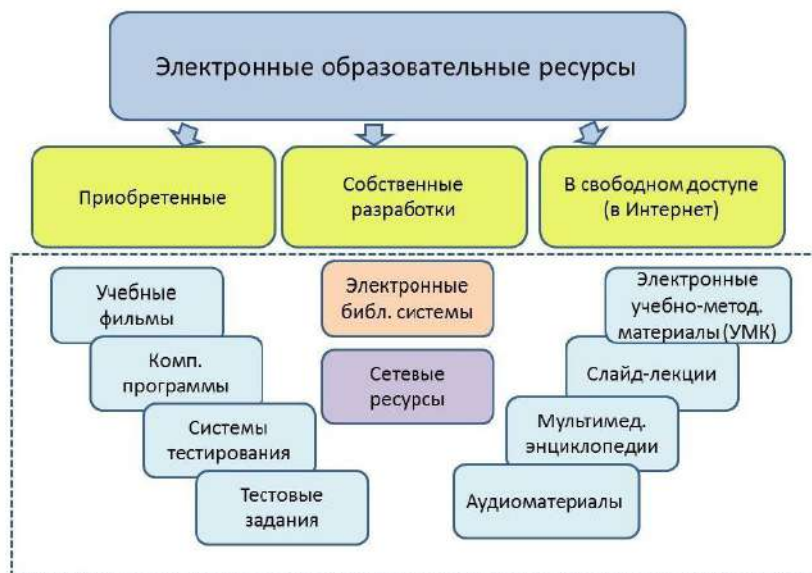 Электронные образовательные ресурсы
Приобретенные
Собственные
разработки
В свободном доступе
(в Интернет)
Учебные
фильмы
Комп.
программы
Системы
тестирования
Тестовые
задания
Электронные
библ. системы
Сетевые
ресурсы
Электронные
учебно-метод.
материалы (УМК)
Слайд-лекции
Мультимед.
энциклопедии
Аудиоматериалы